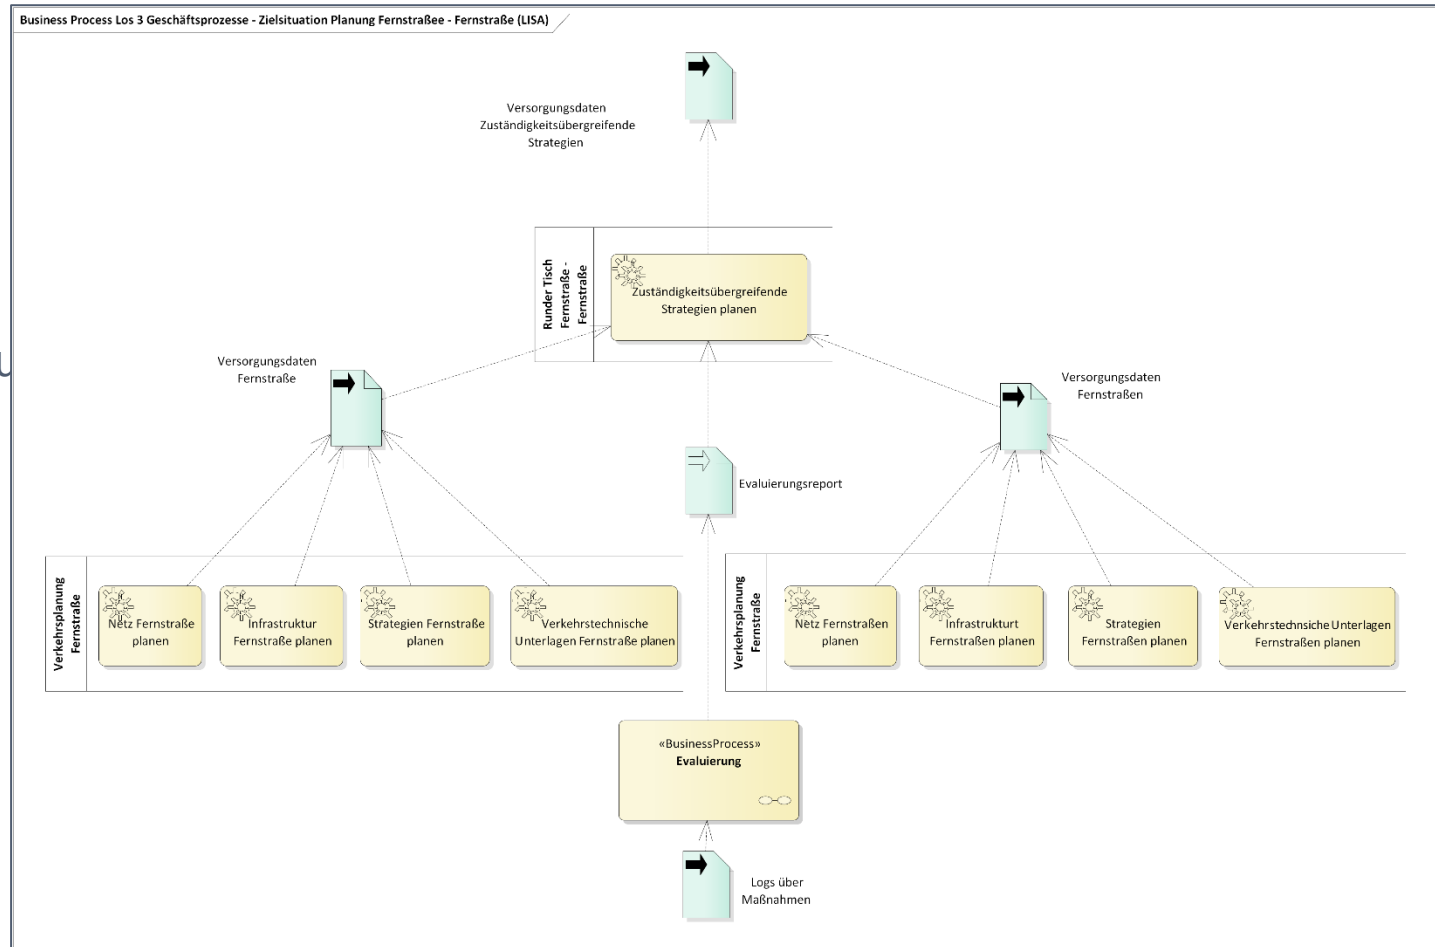 Business Process Los 3 Geschäftsprozesse - Zielsituation Planung Fernstraßee - Fernstraße (LISA)
Versorgungsdaten
Zuständigkeitsübergreifende
Strategien
Runder Tisch
Fernstraße -
Fernstraße
Zuständigkeitsübergreifende
Strategien planen
Versorgungsdaten
Fernstraße
Versorgungsdaten
Fernstraßen
Evaluierungsreport
Verkehrsplanung
Fernstraße
Netz Fernstraße
planen
Infrastruktur
Fernstraße planen
Strategien Fernstraße
planen
Verkehrstechnische
Unterlagen Fernstraße planen
Verkehrsplanung
Fernstraße
Netz Fernstraßen
planen
Infrastrukturt
Fernstraßen planen
Strategien
Fernstraßen planen
Verkehrstechnsiche Unterlagen
Fernstraßen planen
«BusinessProcess»
Evaluierung
Logs über
Maßnahmen